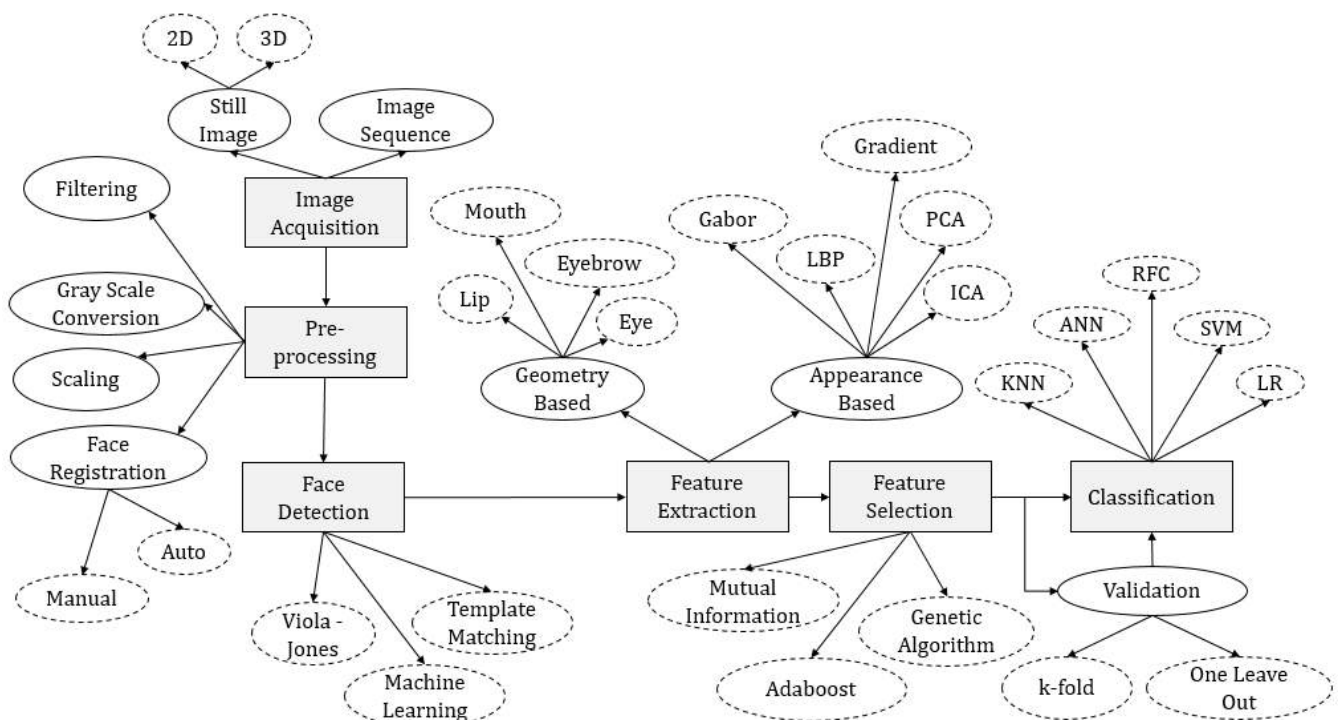 2D
3D
Still
Image
Image
Sequence
Filtering
Image
Acquisition
Gray Scale
Conversion
Pre-
processing
Scaling
Face
Registration
Auto
Manual
Face
Detection
Viola -
Jones
Template
Matching
Machine
Learning
Mouth
Eyebrow
Lip
Eye
Geometry
Based
Gradient
Gabor
PCA
LBP
ICA
Appearance
Based
Feature
Extraction
Feature
Selection
Mutual
Information
Genetic
Algorithm
Adaboost
RFC
ANN
SVM
KNN
LR
Classification
Validation
k-fold
One Leave
Out